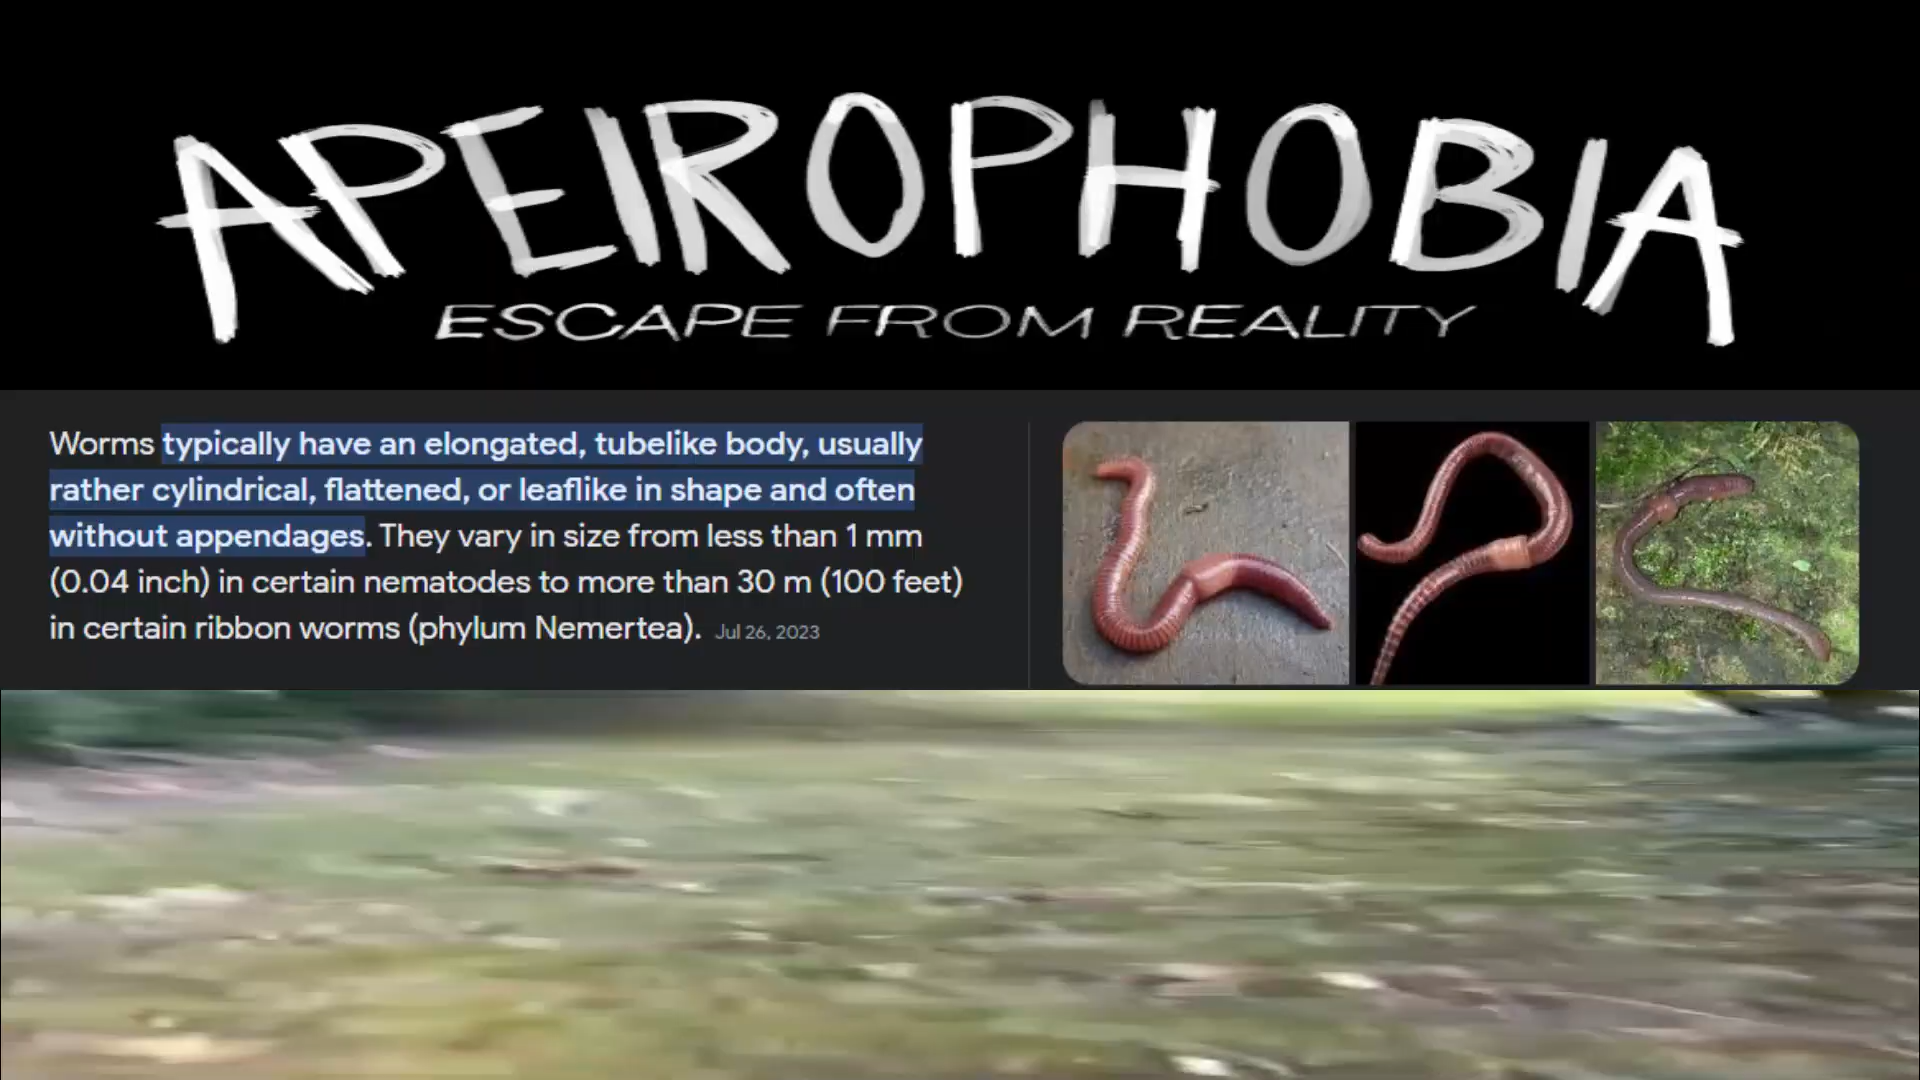 APEIROPHOBIA
ESCAPE FROM REALITY
Worms typically have an elongated, tubelike body, usually
rather cylindrical, flattened, or leaflike in shape and often
without appendages. They vary in size from less than 1 mm
(0.04 inch) in certain nematodes to more than 30 m (100 feet)
in certain ribbon worms (phylum Nemertea). Jul 26, 2023